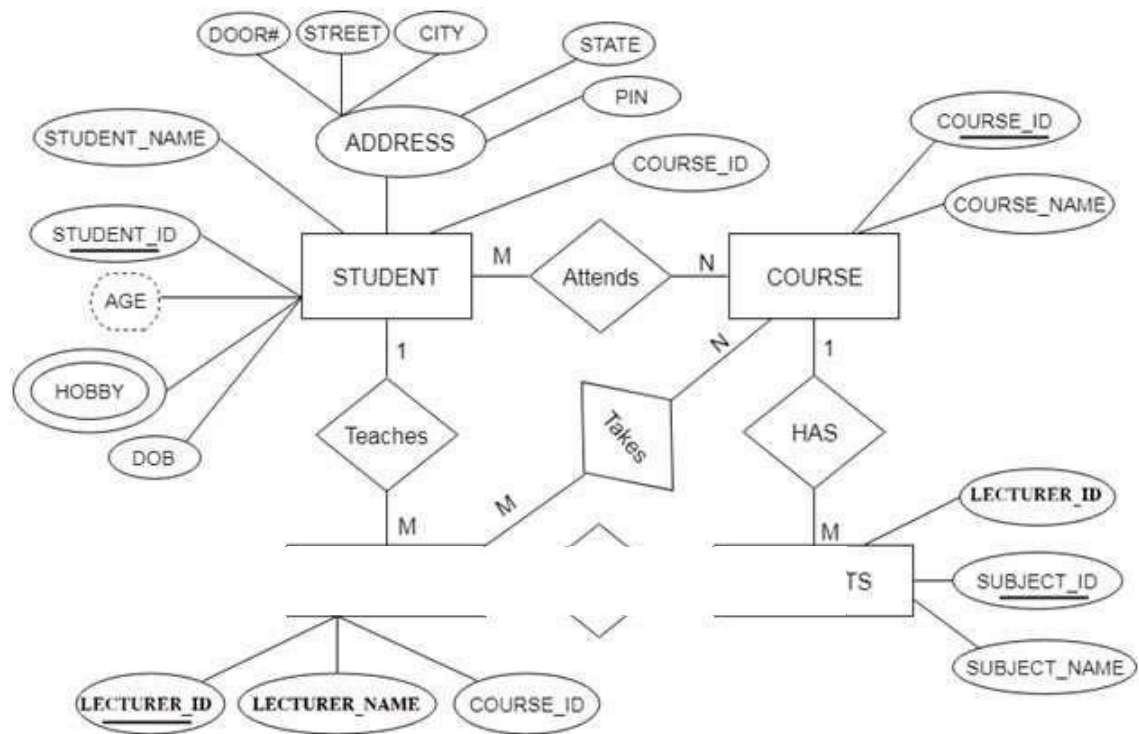 DOOR#
STREET
CITY
STATE
PIN
ADDRESS
STUDENT_NAME
COURSE_ID
COURSE_ID
COURSE_NAME
STUDENT_ID
STUDENT
M
Attends
N
COURSE
AGE
HOBBY
DOB
1
Teaches
M
N
Takes
M
1
HAS
M
LECTURER_ID
TS
SUBJECT_ID
SUBJECT_NAME
LECTURER_ID
LECTURER_NAME
COURSE_ID